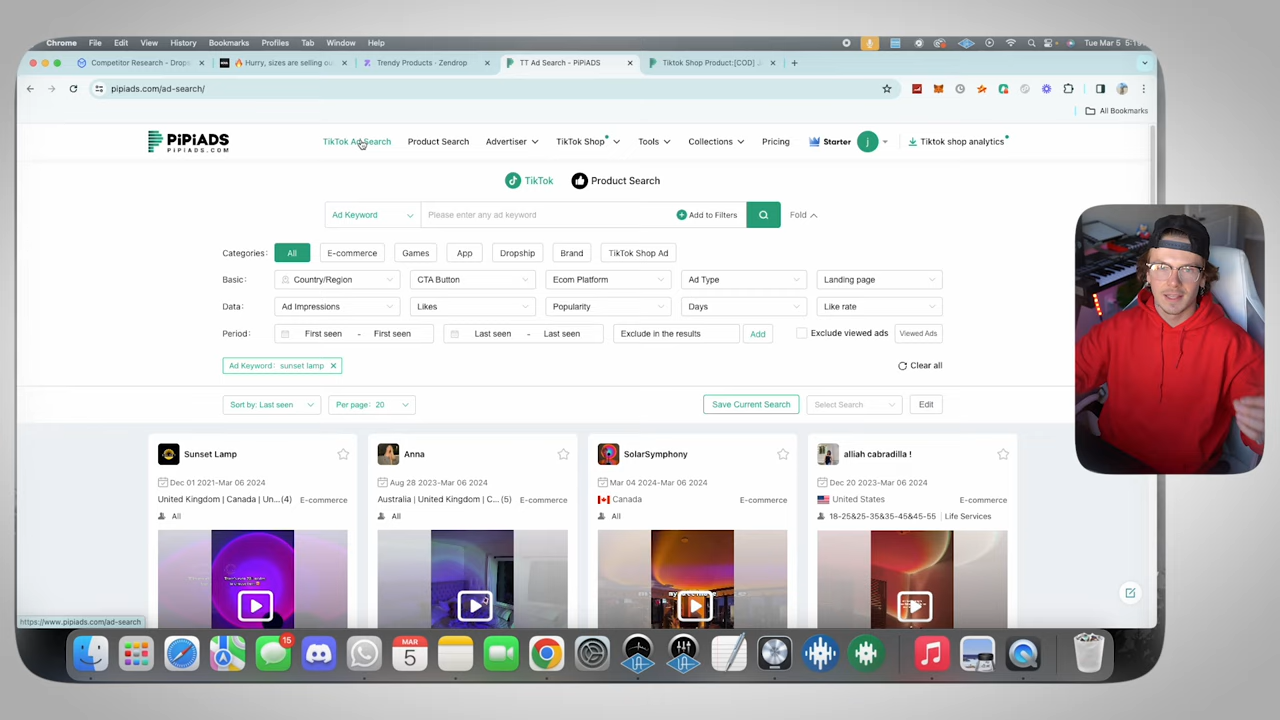 Chrome File Edit View History Bookmarks Profiles Tab Window Help Tue Mar 5
Competitor Research - Drops 🔥 Hurry, sizes are selling ou Trendy Products - Zendrop TT Ad Search - PiPiADS Tiktok Shop Product:[COD]
pipiads.com/ad-search/
All Bookmarks
PiPiADS
PIPIADS.COM
TikTok Ad Search Product Search Advertiser TikTok Shop Tools Collections Pricing Starter j Tiktok shop analytics
TikTok Product Search
Ad Keyword Please enter any ad keyword Add to Filters Fold
Categories: All E-commerce Games App Dropship Brand TikTok Shop Ad
Basic: Country/Region CTA Button Ecom Platform Ad Type Landing page
Data: Ad Impressions Likes Popularity Days Like rate
Period: First seen - First seen Last seen - Last seen Exclude in the results Add Exclude viewed ads Viewed Ads
Ad Keyword: sunset lamp Clear all
Sort by: Last seen Per page: 20 Save Current Search Select Search Edit
Sunset Lamp Anna SolarSymphony alliah cabradilla !
Dec 01 2021-Mar 06 2024 Aug 28 2023-Mar 06 2024 Mar 04 2024-Mar 06 2024 Dec 20 2023-Mar 06 2024
United Kingdom | Canada | Un...(4) E-commerce Australia | United Kingdom | C...(5) E-commerce Canada E-commerce United States E-commerce
All All All 18-25&25-35&35-45&45-55 | Life Services
https://www.pipiads.com/ad-search
15
MAR
5